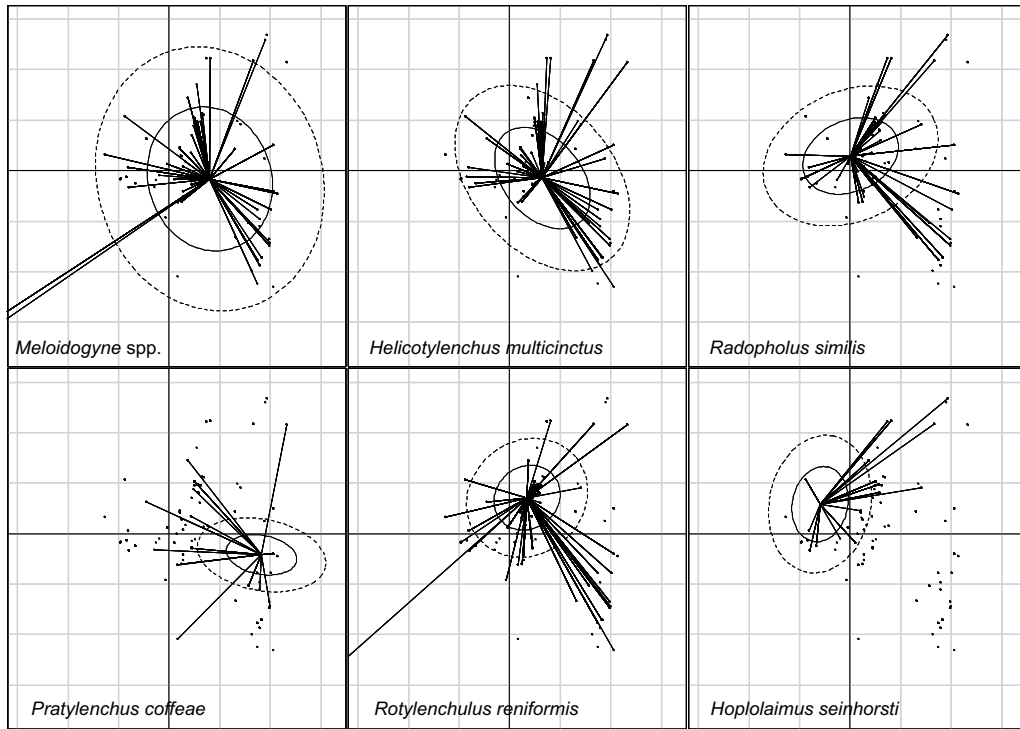 Meloidogyne spp.
Helicotylenchus multicinctus
Radopholus similis
Pratylenchus coffeae
Rotylenchulus reniformis
Hoplolaimus seinhorsti